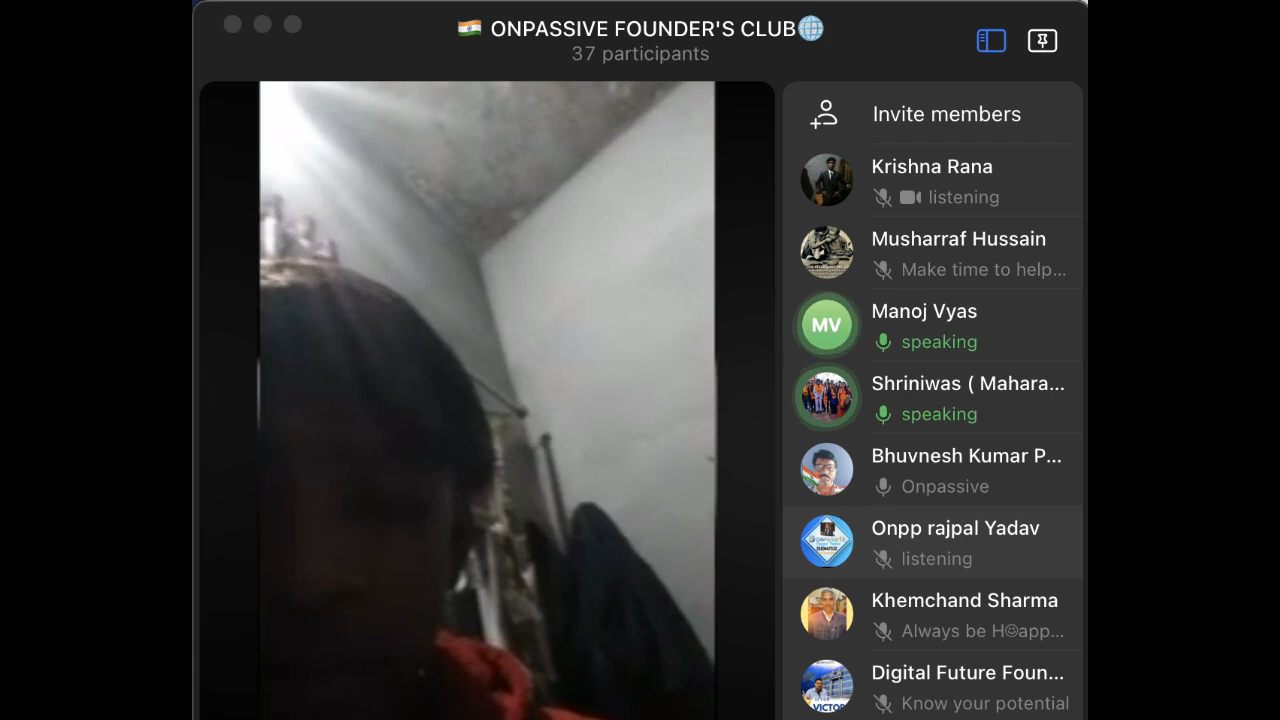 🇮🇳 ONPASSIVE FOUNDER'S CLUB🌐
37 participants
Invite members
Krishna Rana
listening
Musharraf Hussain
Make time to help...
MV
Manoj Vyas
speaking
Shriniwas ( Mahara...
speaking
Bhuvnesh Kumar P...
Onpassive
Onpp rajpal Yadav
listening
Khemchand Sharma
Always be H☺app...
Digital Future Foun...
Know your potential
VICTOR